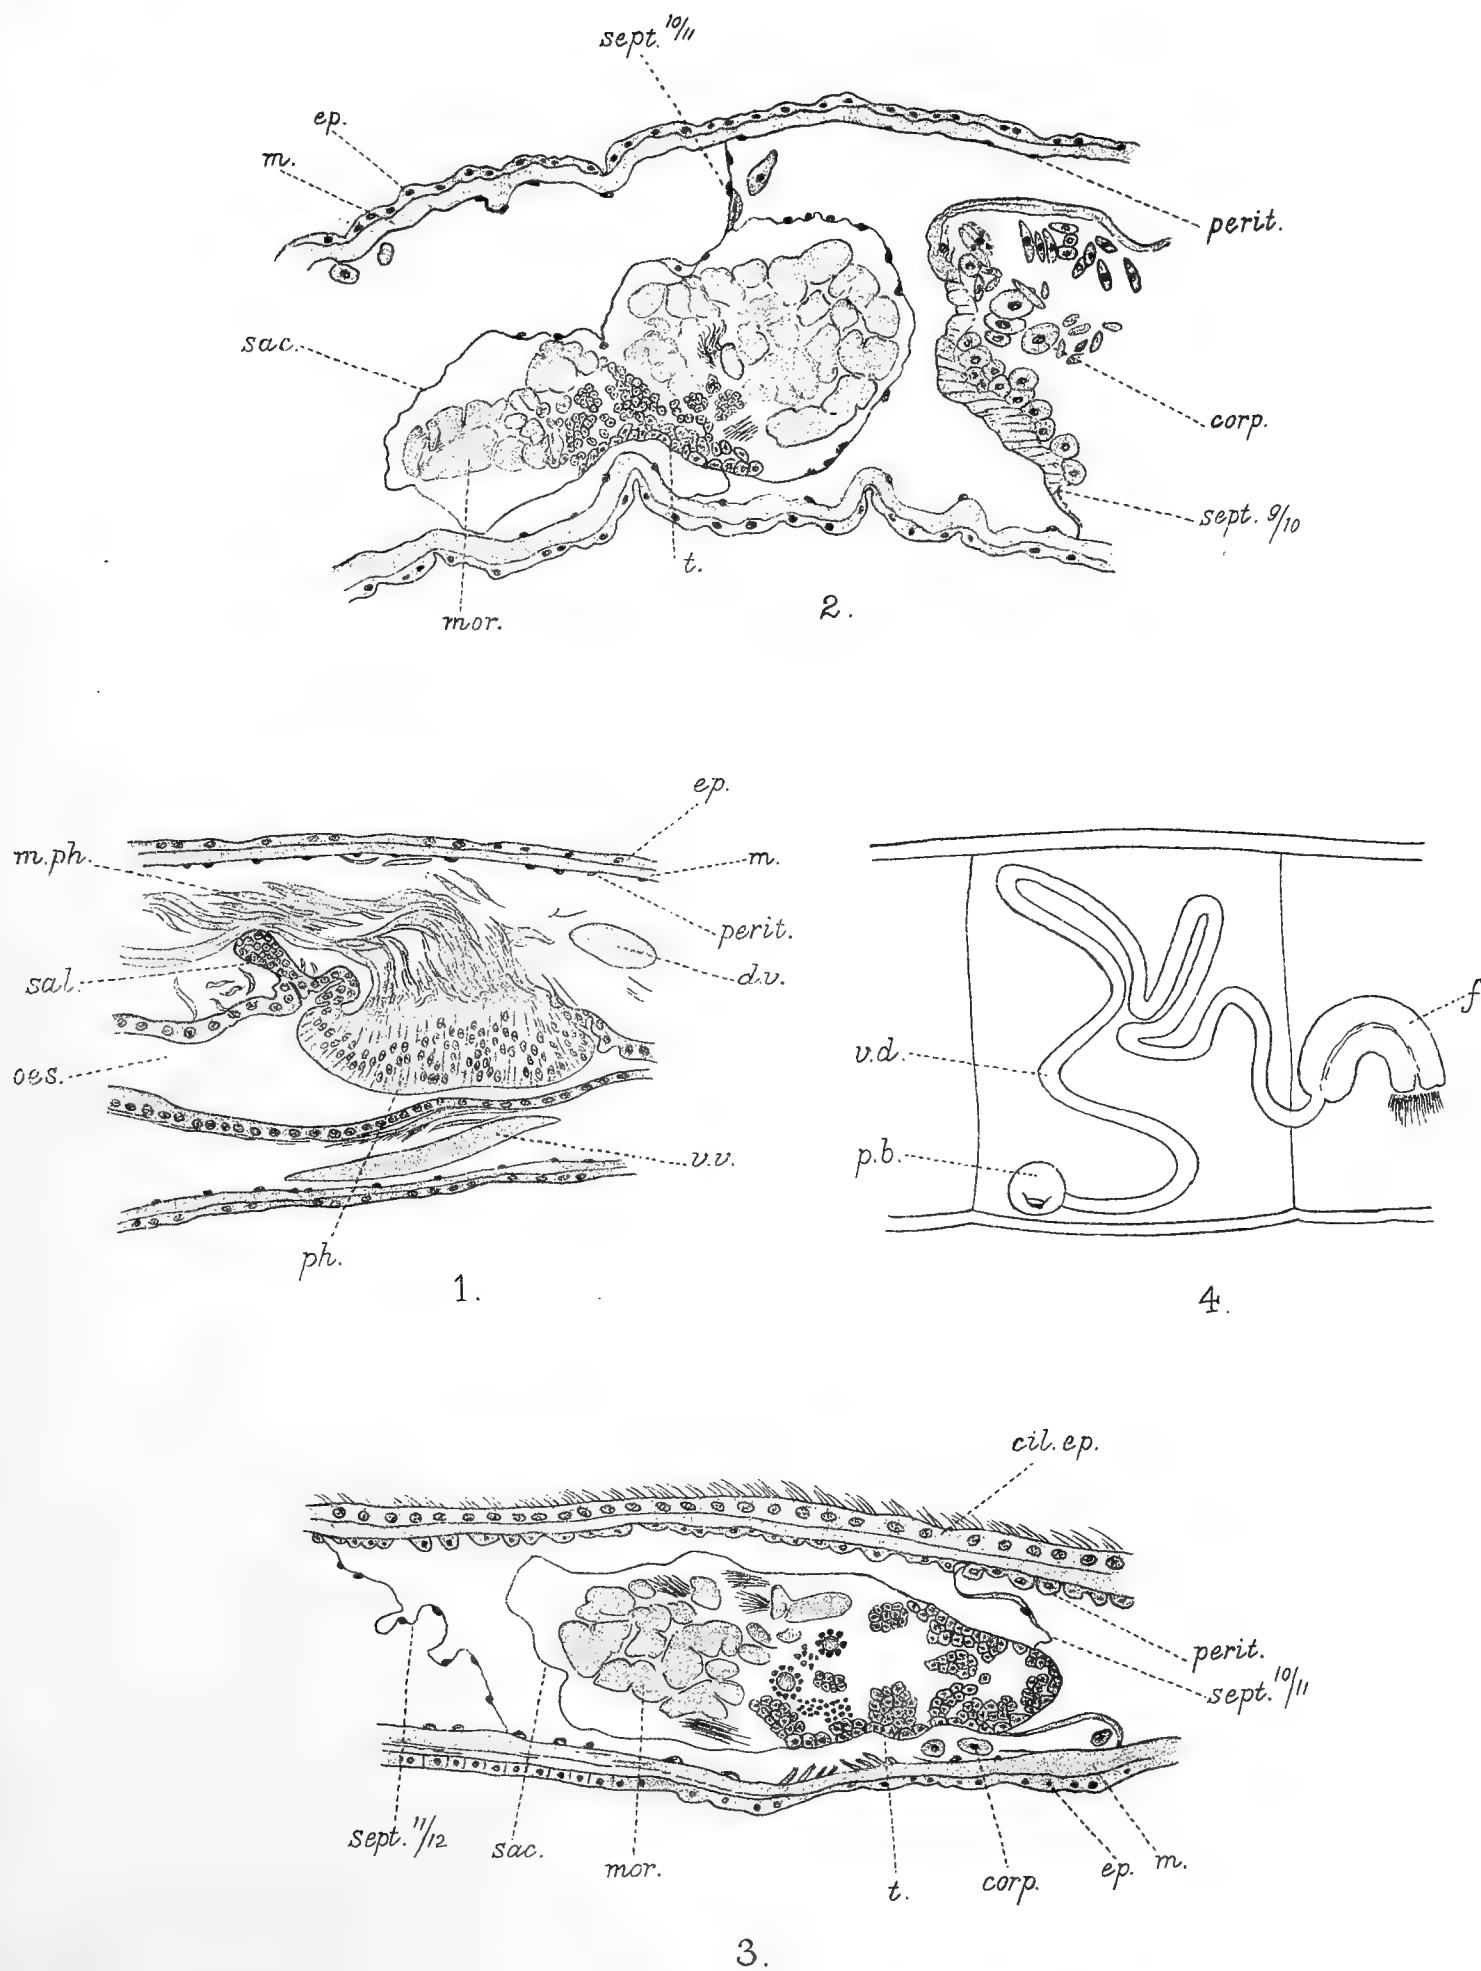 sept. 10/11
ep.
m.
perit.
sac.
corp.
sept. 9/10
t.
mor.
2.
ep.
m.ph.
m.
perit.
sal.
d.v.
oes.
v.v.
ph.
1.
f
v.d.
p.b.
4.
cil. ep.
perit.
sept. 10/11
sept. 11/12
sac.
mor.
t.
corp.
ep.
m.
3.